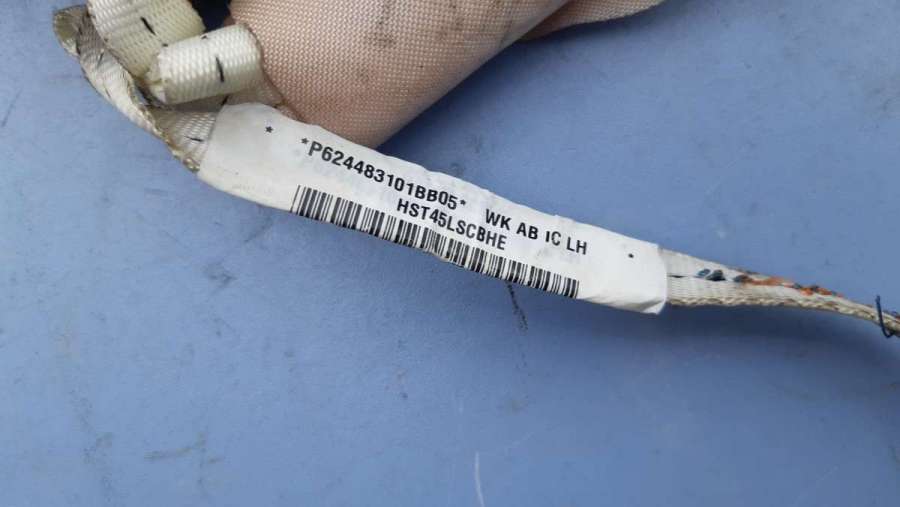 * *P624483101BB05* WK AB IC LH *
HST45LSCBHE